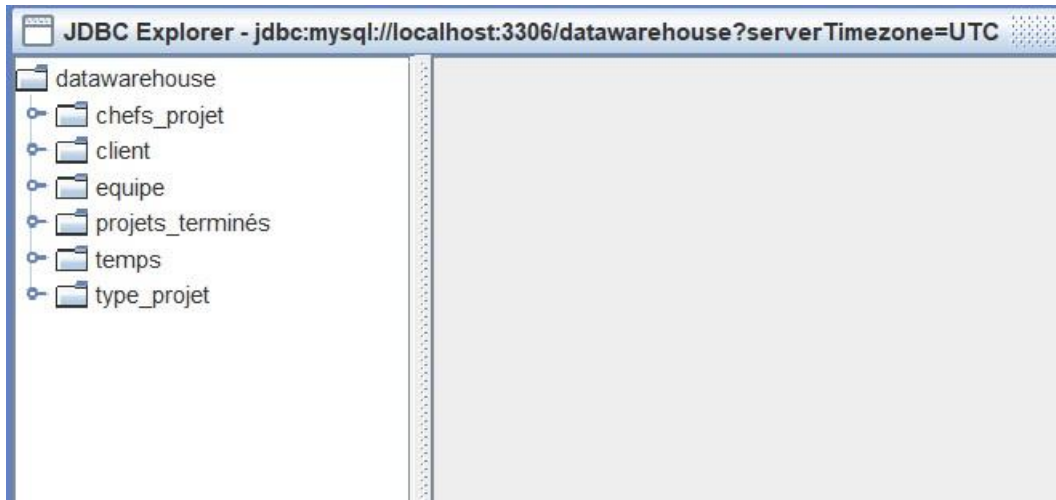 JDBC Explorer - jdbc:mysql://localhost:3306/datawarehouse?serverTimezone=UTC
datawarehouse
chefs_projet
client
equipe
projets_terminés
temps
type_projet